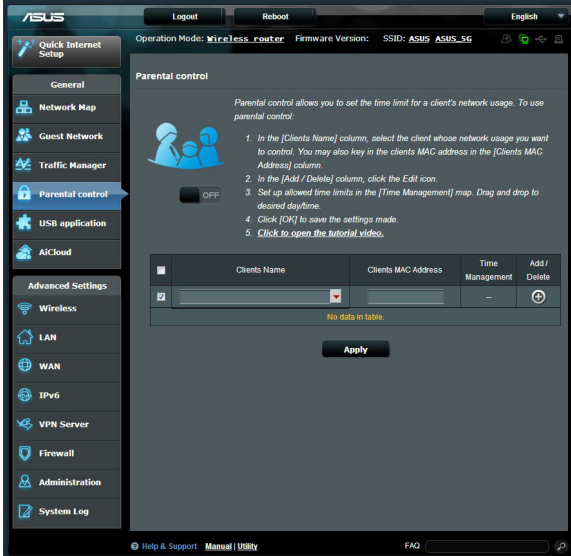 ASUS
Logout
Reboot
English
Quick Internet
Setup
Operation Mode: Wireless router Firmware Version: SSID: ASUS ASUS_5G
General
Network Map
Guest Network
Traffic Manager
Parental control
USB application
AiCloud
Advanced Settings
Wireless
LAN
WAN
IPv6
VPN Server
Firewall
Administration
System Log
Parental control
Parental control allows you to set the time limit for a client's network usage. To use
parental control:
1. In the [Clients Name] column, select the client whose network usage you want
to control. You may also key in the clients MAC address in the [Clients MAC
Address] column.
2. In the [Add / Delete] column, click the Edit icon.
3. Set up allowed time limits in the [Time Management] map. Drag and drop to
desired day/time.
4. Click [OK] to save the settings made.
5. Click to open the tutorial video.
OFF
Clients Name
Clients MAC Address
Time
Management
Add /
Delete
--
No data in table.
Apply
Help & Support Manual | Utility
FAQ